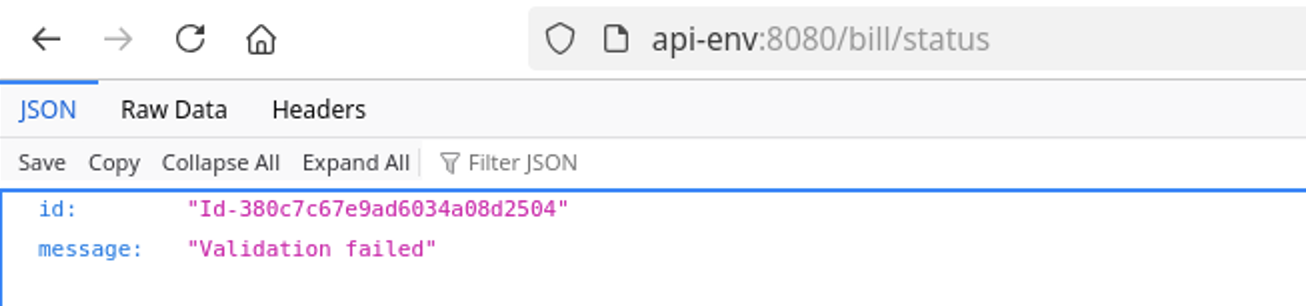 api-env:8080/bill/status
JSON Raw Data Headers
Save Copy Collapse All Expand All Filter JSON
id: "Id-380c7c67e9ad6034a08d2504"
message: "Validation failed"